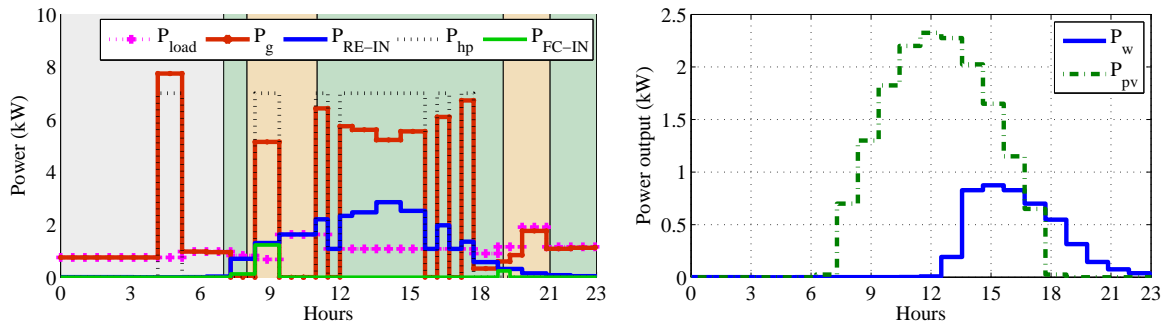 10
8
6
4
2
0
Power (kW)
P_load P_g P_RE−IN P_hp P_FC−IN
0 3 6 9 12 15 18 21 23
Hours
2.5
2
1.5
1
0.5
0
Power output (kW)
P_w
P_pv
0 3 6 9 12 15 18 21 23
Hours